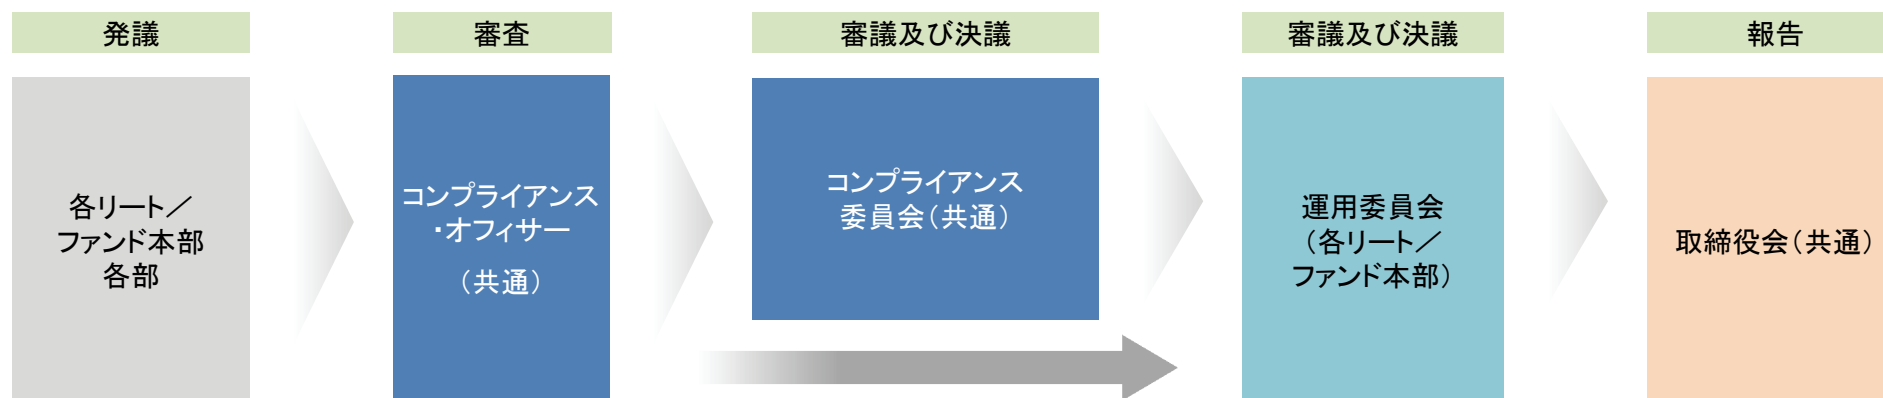 発議
審査
審議及び決議
審議及び決議
報告
各リート／
ファンド本部
各部
コンプライアンス
・オフィサー
（共通）
コンプライアンス
委員会（共通）
運用委員会
（各リート／
ファンド本部）
取締役会（共通）